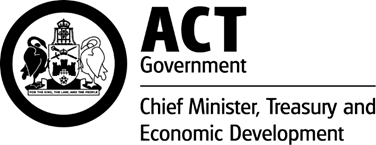 ACT
Government
Chief Minister, Treasury and
Economic Development
FOR THE KING, THE LAW, AND THE PEOPLE